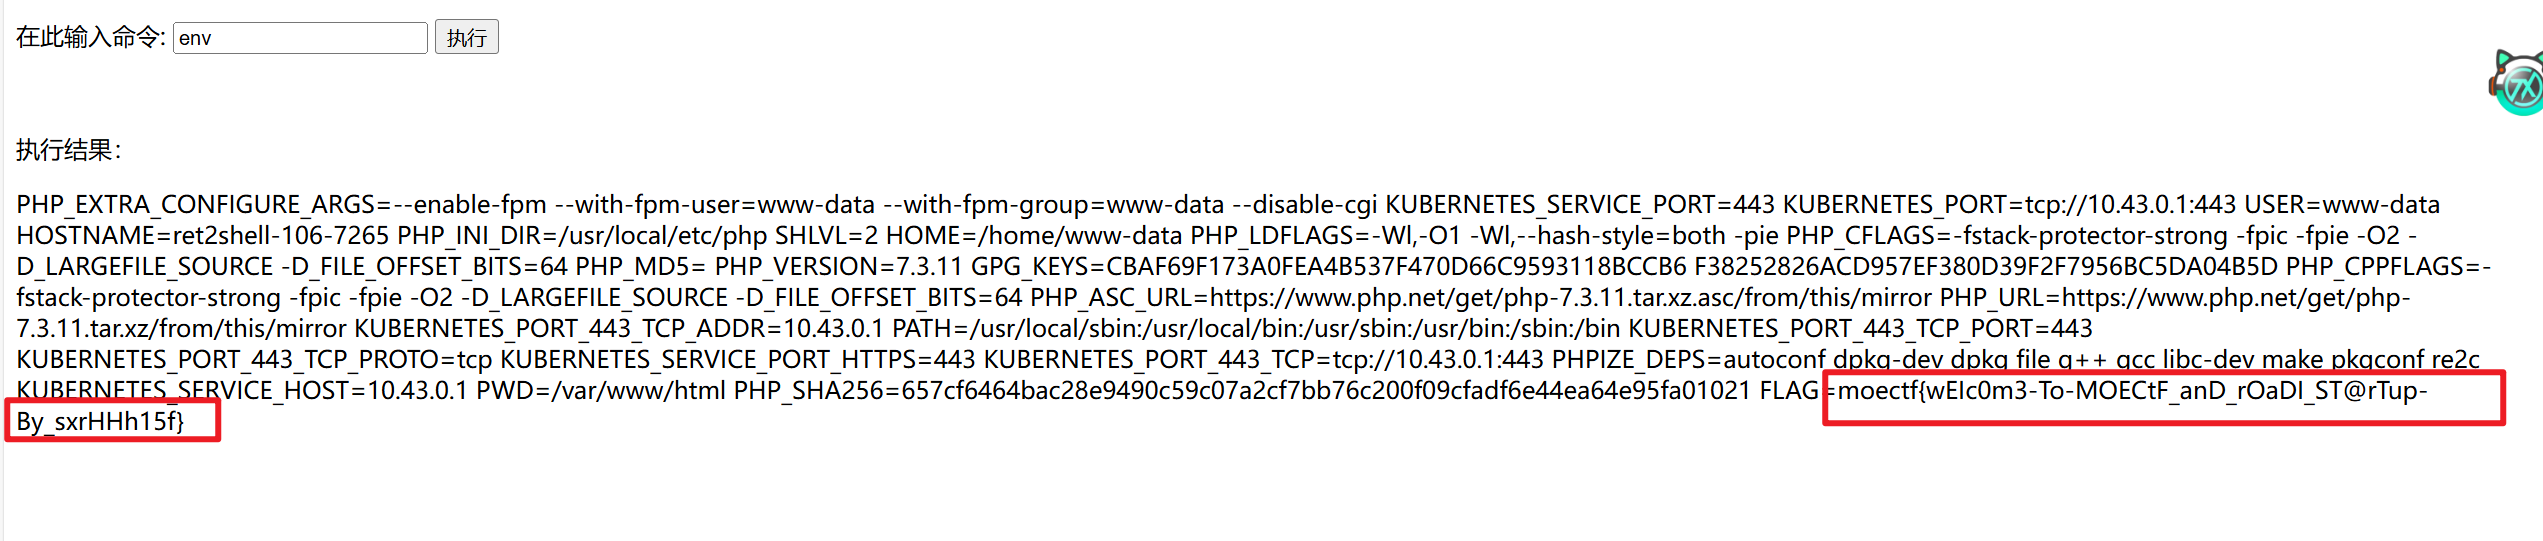 在此输入命令: env 执行
执行结果：
PHP_EXTRA_CONFIGURE_ARGS=--enable-fpm --with-fpm-user=www-data --with-fpm-group=www-data --disable-cgi KUBERNETES_SERVICE_PORT=443 KUBERNETES_PORT=tcp://10.43.0.1:443 USER=www-data
HOSTNAME=ret2shell-106-7265 PHP_INI_DIR=/usr/local/etc/php SHLVL=2 HOME=/home/www-data PHP_LDFLAGS=-Wl,-O1 -Wl,--hash-style=both -pie PHP_CFLAGS=-fstack-protector-strong -fpic -fpie -O2 -
D_LARGEFILE_SOURCE -D_FILE_OFFSET_BITS=64 PHP_MD5= PHP_VERSION=7.3.11 GPG_KEYS=CBAF69F173A0FEA4B537F470D66C9593118BCCB6 F38252826ACD957EF380D39F2F7956BC5DA04B5D PHP_CPPFLAGS=-
fstack-protector-strong -fpic -fpie -O2 -D_LARGEFILE_SOURCE -D_FILE_OFFSET_BITS=64 PHP_ASC_URL=https://www.php.net/get/php-7.3.11.tar.xz.asc/from/this/mirror PHP_URL=https://www.php.net/get/php-
7.3.11.tar.xz/from/this/mirror KUBERNETES_PORT_443_TCP_ADDR=10.43.0.1 PATH=/usr/local/sbin:/usr/local/bin:/usr/sbin:/usr/bin:/sbin:/bin KUBERNETES_PORT_443_TCP_PORT=443
KUBERNETES_PORT_443_TCP_PROTO=tcp KUBERNETES_SERVICE_PORT_HTTPS=443 KUBERNETES_PORT_443_TCP=tcp://10.43.0.1:443 PHPIZE_DEPS=autoconf dpkg-dev dpkg file g++ gcc libc-dev make pkgconf re2c
KUBERNETES_SERVICE_HOST=10.43.0.1 PWD=/var/www/html PHP_SHA256=657cf6464bac28e9490c59c07a2cf7bb76c200f09cfadf6e44ea64e95fa01021 FLAG=moectf{wEIc0m3-To-MOECtF_anD_rOaDI_ST@rTup-
By_sxrHHh15f}